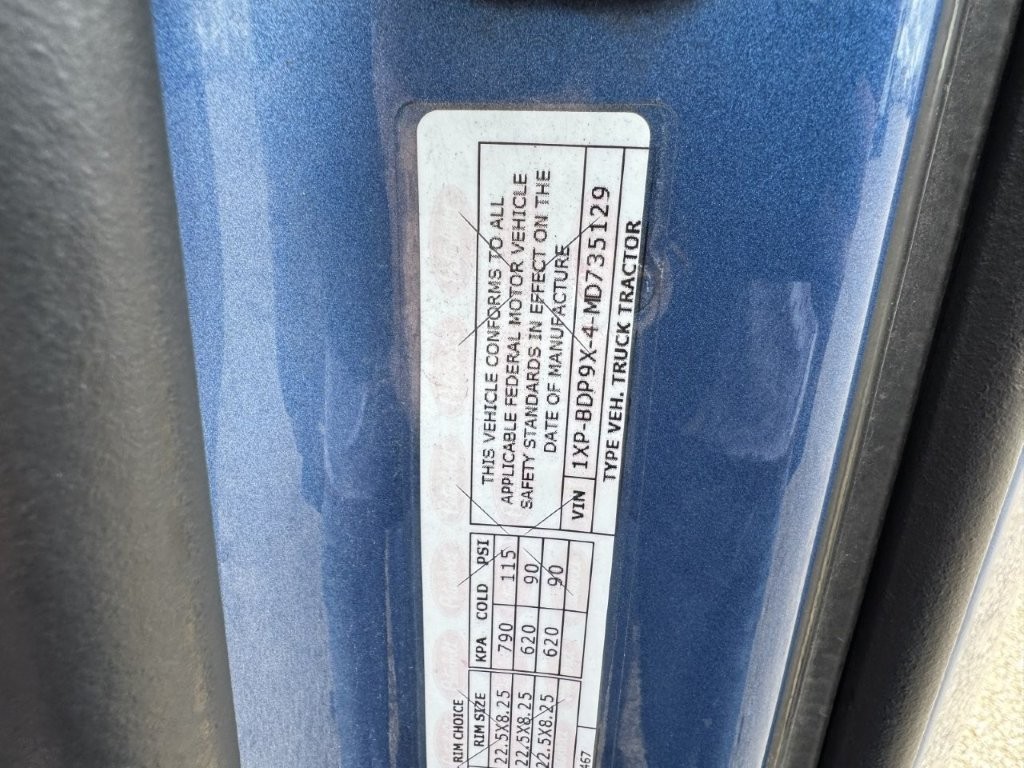 THIS VEHICLE CONFORMS TO ALL
APPLICABLE FEDERAL MOTOR VEHICLE
SAFETY STANDARDS IN EFFECT ON THE
DATE OF MANUFACTURE
VIN 1XP-BDP9X-4-MD735129
TYPE VEH. TRUCK TRACTOR
RIM CHOICE
RIM SIZE KPA COLD PSI
22.5X8.25 790 115
22.5X8.25 620 90
22.5X8.25 620 90
467